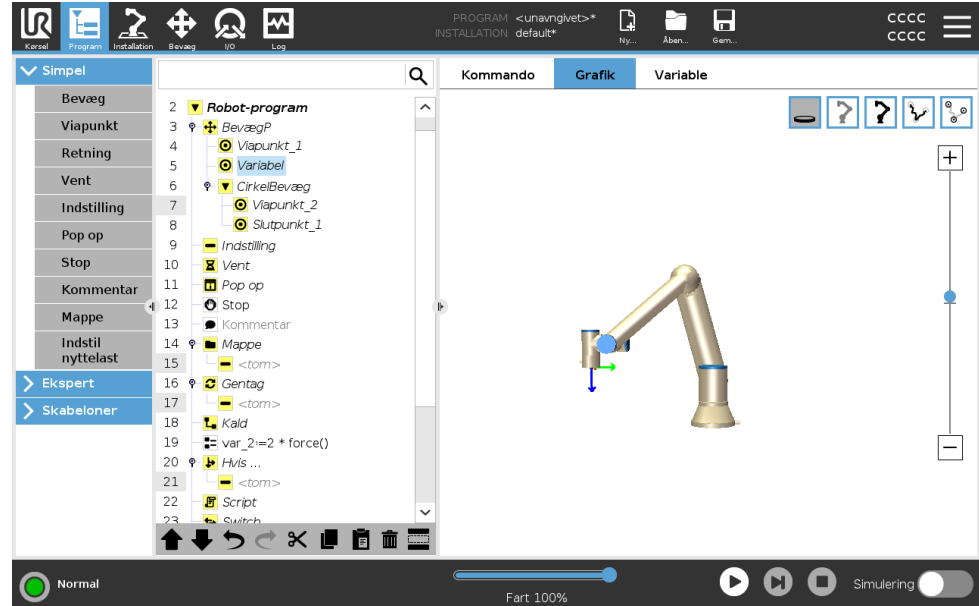 Kørsel
Program
Installation
Bevæg
I/O
Log
PROGRAM <unavngivet>*
INSTALLATION default*
Ny...
Åben...
Gem...
cccc
cccc
Simpel
Bevæg
Viapunkt
Retning
Vent
Indstilling
Pop op
Stop
Kommentar
Mappe
Indstil
nyttelast
Ekspert
Skabeloner
2 Robot-program
3 BevægP
4 Viapunkt_1
5 Variabel
6 CirkelBevæg
7 Viapunkt_2
8 Slutpunkt_1
9 Indstilling
10 Vent
11 Pop op
12 Stop
13 Kommentar
14 Mappe
15 <tom>
16 Gentag
17 <tom>
18 Kald
19 var_2:=2 * force()
20 Hvis ...
21 <tom>
22 Script
23 Switch
Kommando
Grafik
Variable
Normal
Fart 100%
Simulering